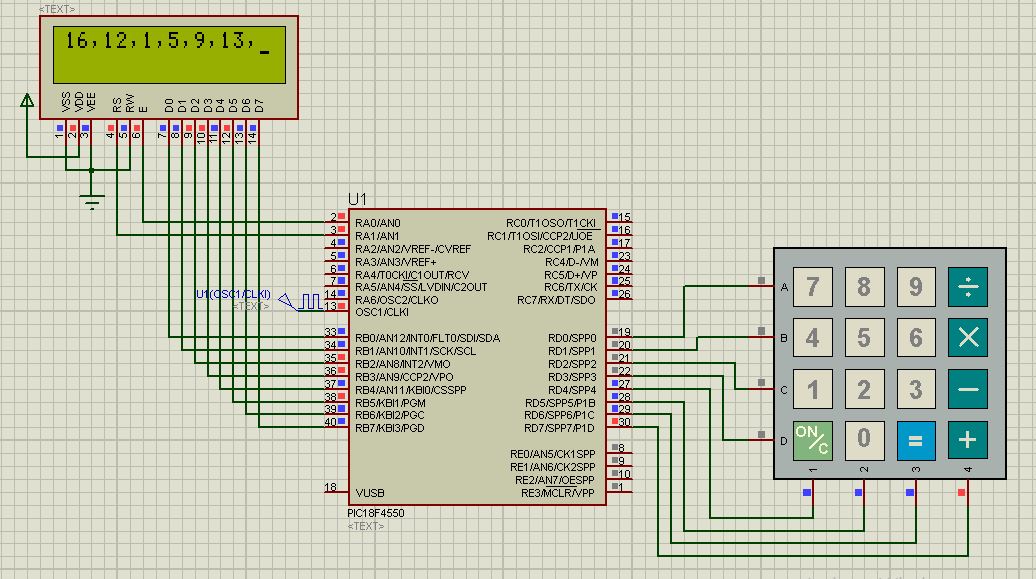 <TEXT>
16,12,1,5,9,13,_
VSS VDD VEE RS RW E D0 D1 D2 D3 D4 D5 D6 D7
1 2 3 4 5 6 7 8 9 10 11 12 13 14
U1
2 RA0/AN0 RC0/T1OSO/T1CKI 15
3 RA1/AN1 RC1/T1OSI/CCP2/UOE 16
4 RA2/AN2/VREF-/CVREF RC2/CCP1/P1A 17
5 RA3/AN3/VREF+ RC4/D-/VM 23
6 RA4/T0CKI/C1OUT/RCV RC5/D+/VP 24
7 RA5/AN4/SS/LVDIN/C2OUT RC6/TX/CK 25
14 RA6/OSC2/CLKO RC7/RX/DT/SDO 26
13 OSC1/CLKI
U1(OSC1/CLKI)
<TEXT>
33 RB0/AN12/INT0/FLT0/SDI/SDA RD0/SPP0 19
34 RB1/AN10/INT1/SCK/SCL RD1/SPP1 20
35 RB2/AN8/INT2/VMO RD2/SPP2 21
36 RB3/AN9/CCP2/VPO RD3/SPP3 22
37 RB4/AN11/KBI0/CSSPP RD4/SPP4 27
38 RB5/KBI1/PGM RD5/SPP5/P1B 28
39 RB6/KBI2/PGC RD6/SPP6/P1C 29
40 RB7/KBI3/PGD RD7/SPP7/P1D 30
RE0/AN5/CK1SPP 8
RE1/AN6/CK2SPP 9
RE2/AN7/OESPP 10
18 VUSB RE3/MCLR/VPP 1
PIC18F4550
<TEXT>
A 7 8 9 ÷
B 4 5 6 ×
C 1 2 3 −
D ON/C 0 = +
1 2 3 4